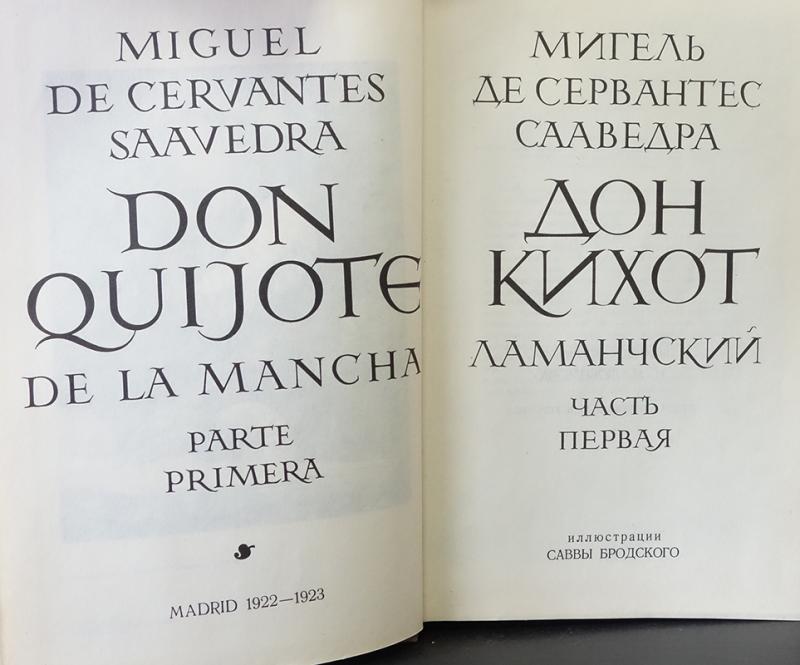 MIGUEL
DE CERVANTES
SAAVEDRA
DON
QUIJOTE
DE LA MANCHA
PARTE
PRIMERA
MADRID 1922—1923
МИГЕЛЬ
ДЕ СЕРВАНТЕС
СААВЕДРА
ДОН
КИХОТ
ЛАМАНЧСКИЙ
ЧАСТЬ
ПЕРВАЯ
иллюстрации
САВВЫ БРОДСКОГО